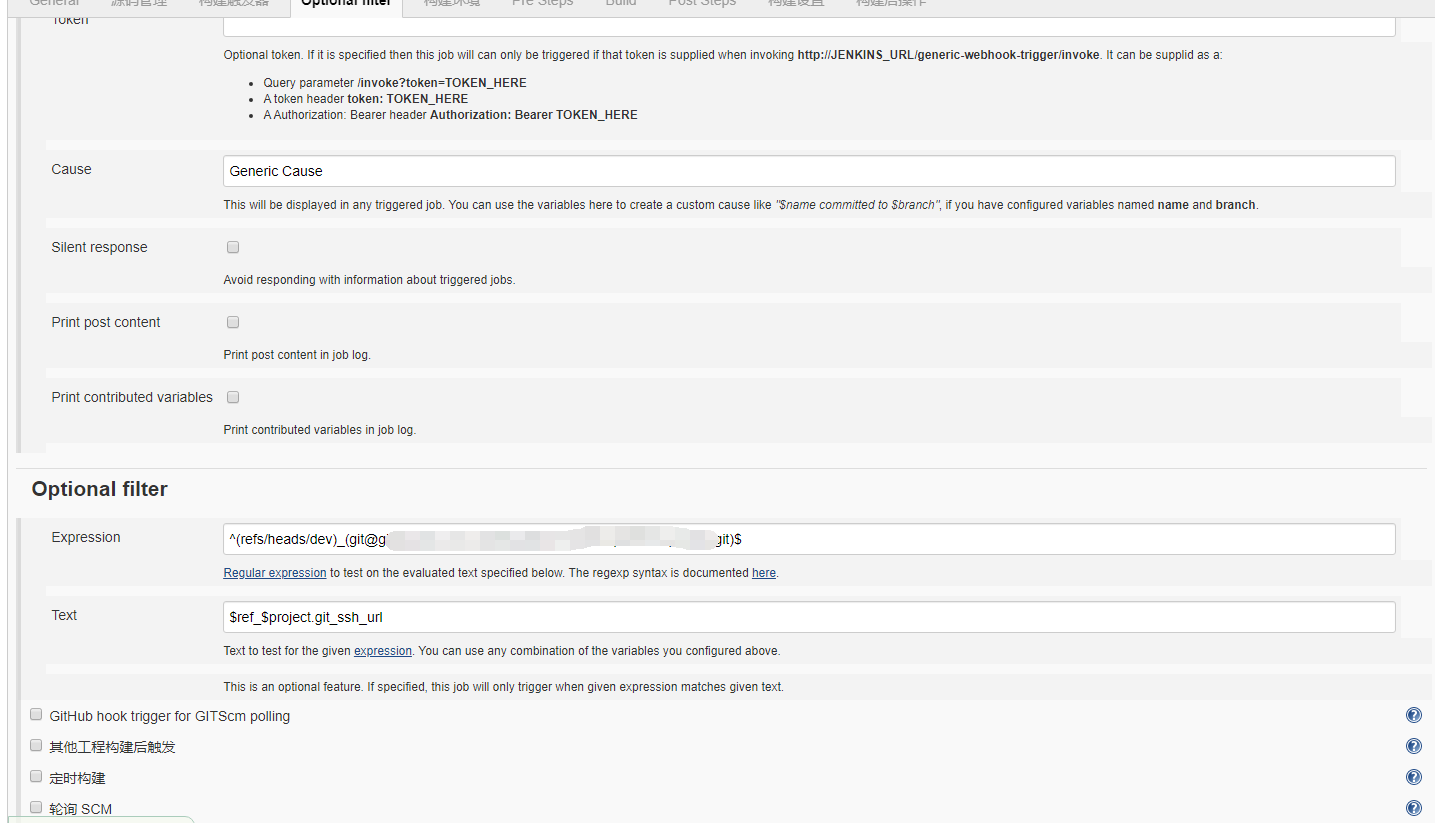 General 源码管理 构建触发器 Optional filter 构建环境 Pre Steps Build Post Steps 构建设置 构建后操作
Token
Optional token. If it is specified then this job will can only be triggered if that token is supplied when invoking http://JENKINS_URL/generic-webhook-trigger/invoke. It can be supplid as a:
Query parameter /invoke?token=TOKEN_HERE
A token header token: TOKEN_HERE
A Authorization: Bearer header Authorization: Bearer TOKEN_HERE
Cause
Generic Cause
This will be displayed in any triggered job. You can use the variables here to create a custom cause like "$name committed to $branch", if you have configured variables named name and branch.
Silent response
Avoid responding with information about triggered jobs.
Print post content
Print post content in job log.
Print contributed variables
Print contributed variables in job log.
Optional filter
Expression
^(refs/heads/dev)_(git@g git)$
Regular expression to test on the evaluated text specified below. The regexp syntax is documented here.
Text
$ref_$project.git_ssh_url
Text to test for the given expression. You can use any combination of the variables you configured above.
This is an optional feature. If specified, this job will only trigger when given expression matches given text.
GitHub hook trigger for GITScm polling
其他工程构建后触发
定时构建
轮询 SCM